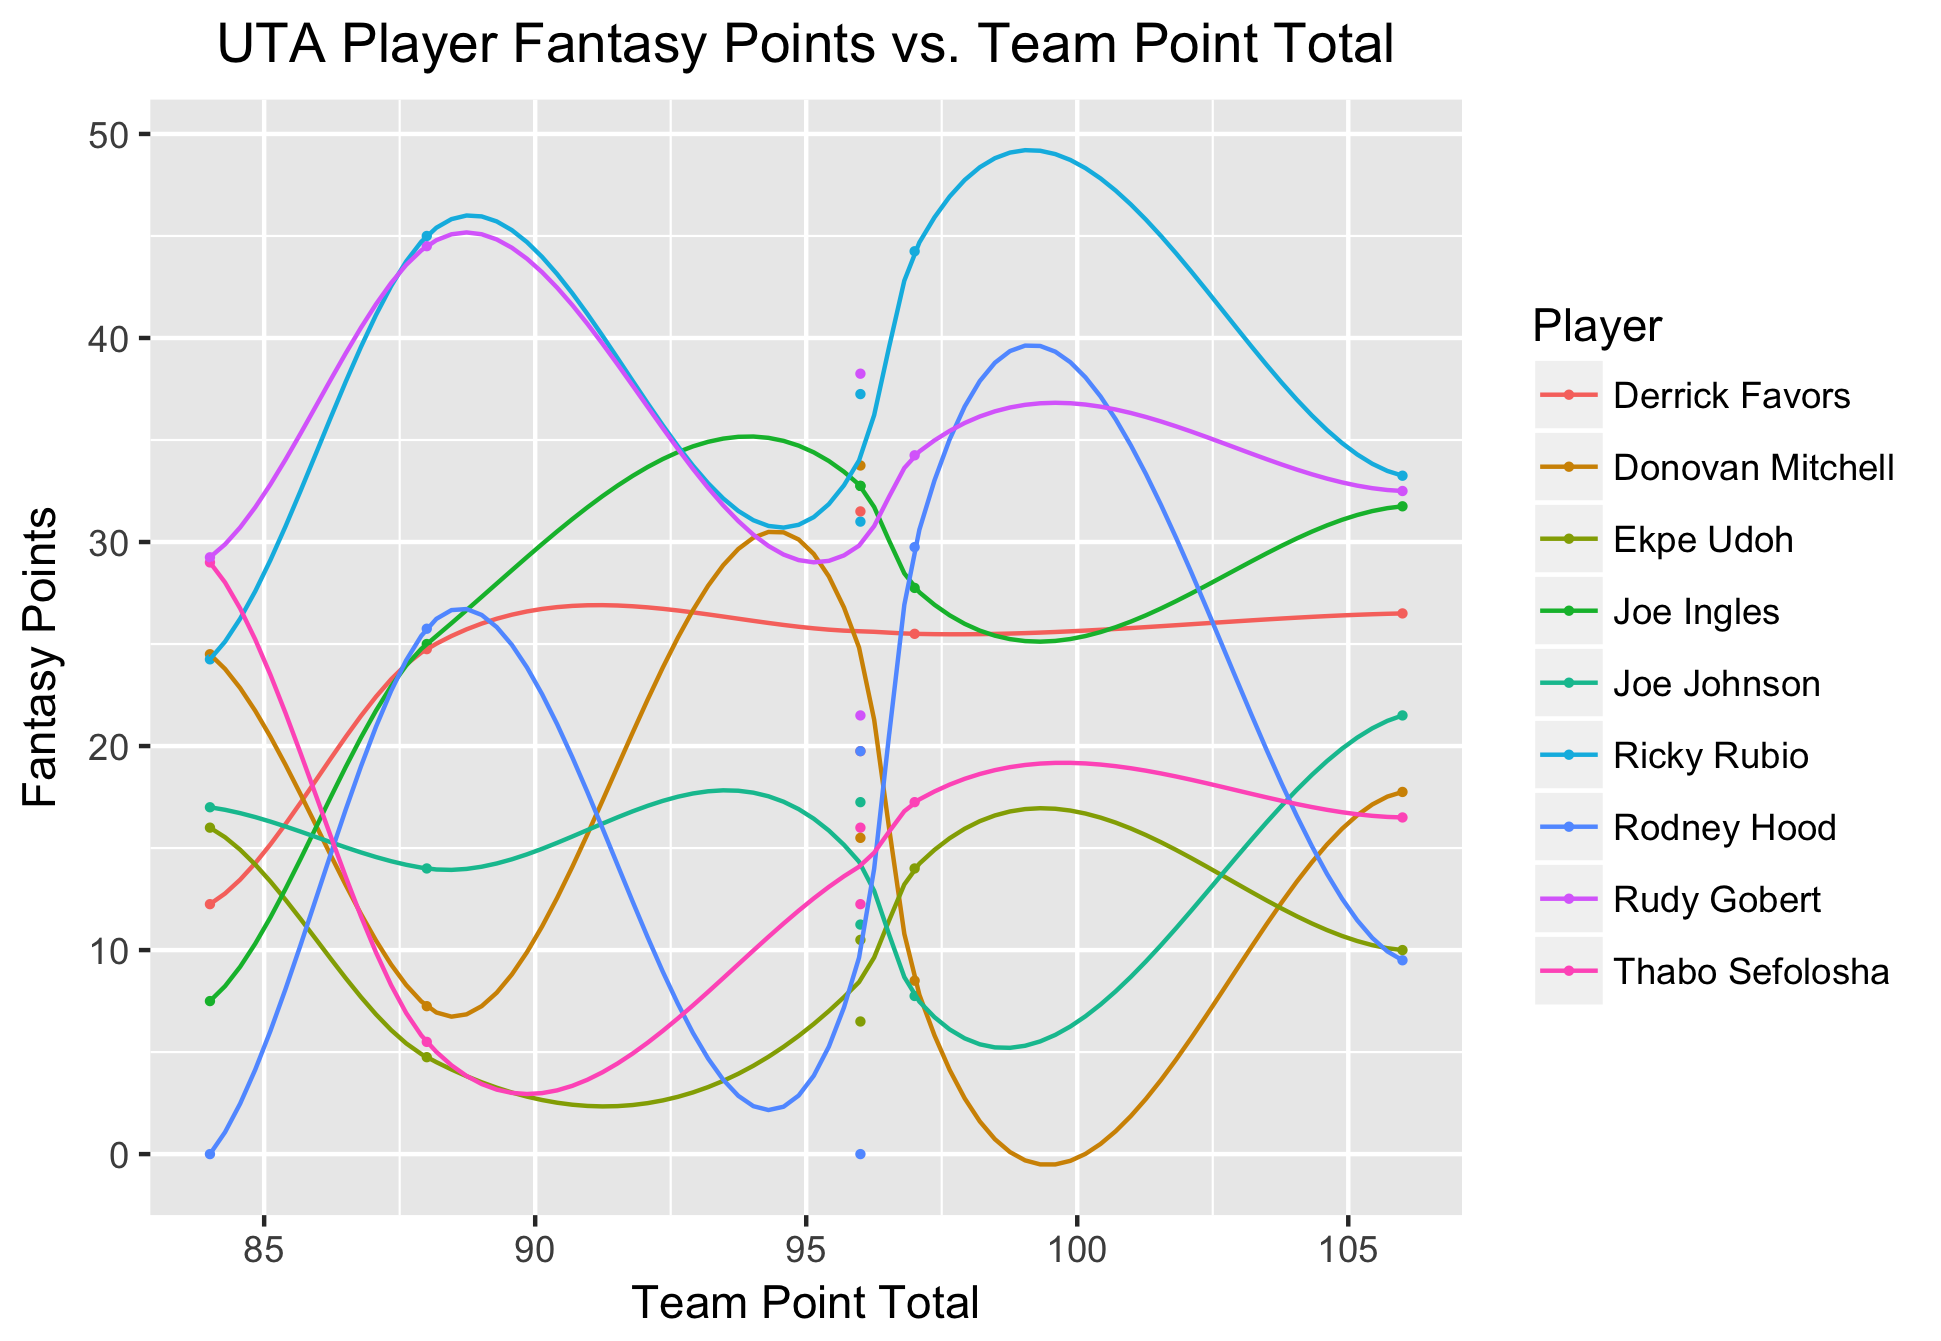 UTA Player Fantasy Points vs. Team Point Total
50
40
30
20
10
0
Fantasy Points
85 90 95 100 105
Team Point Total
Player
Derrick Favors
Donovan Mitchell
Ekpe Udoh
Joe Ingles
Joe Johnson
Ricky Rubio
Rodney Hood
Rudy Gobert
Thabo Sefolosha